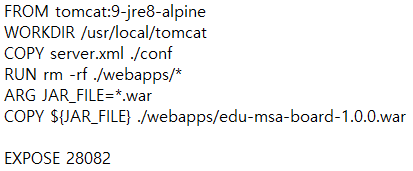 FROM tomcat:9-jre8-alpine
WORKDIR /usr/local/tomcat
COPY server.xml ./conf
RUN rm -rf ./webapps/*
ARG JAR_FILE=*.war
COPY ${JAR_FILE} ./webapps/edu-msa-board-1.0.0.war
EXPOSE 28082